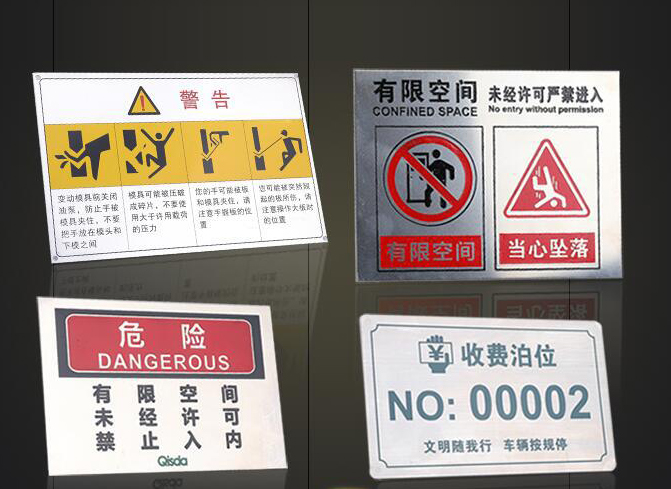 警告
变动模具前关闭
油泵，防止手被
模具夹住，不要
把手放在模头和
下模之间
模具可能被压碱
成碎片，不要使
用大于许用载荷
的压力
您的手可能被板
和模具夹住，请
注意手握板的位
置
您可能被突然翘
起的板所伤，请
注意操作大板时
的位置
有限空间
CONFINED SPACE
未经许可严禁进入
No entry without permission
有限空间
当心坠落
危险
DANGEROUS
有限空间
未经许可
禁止入内
Qisda
¥
收费泊位
NO: 00002
文明随我行 车辆按规停